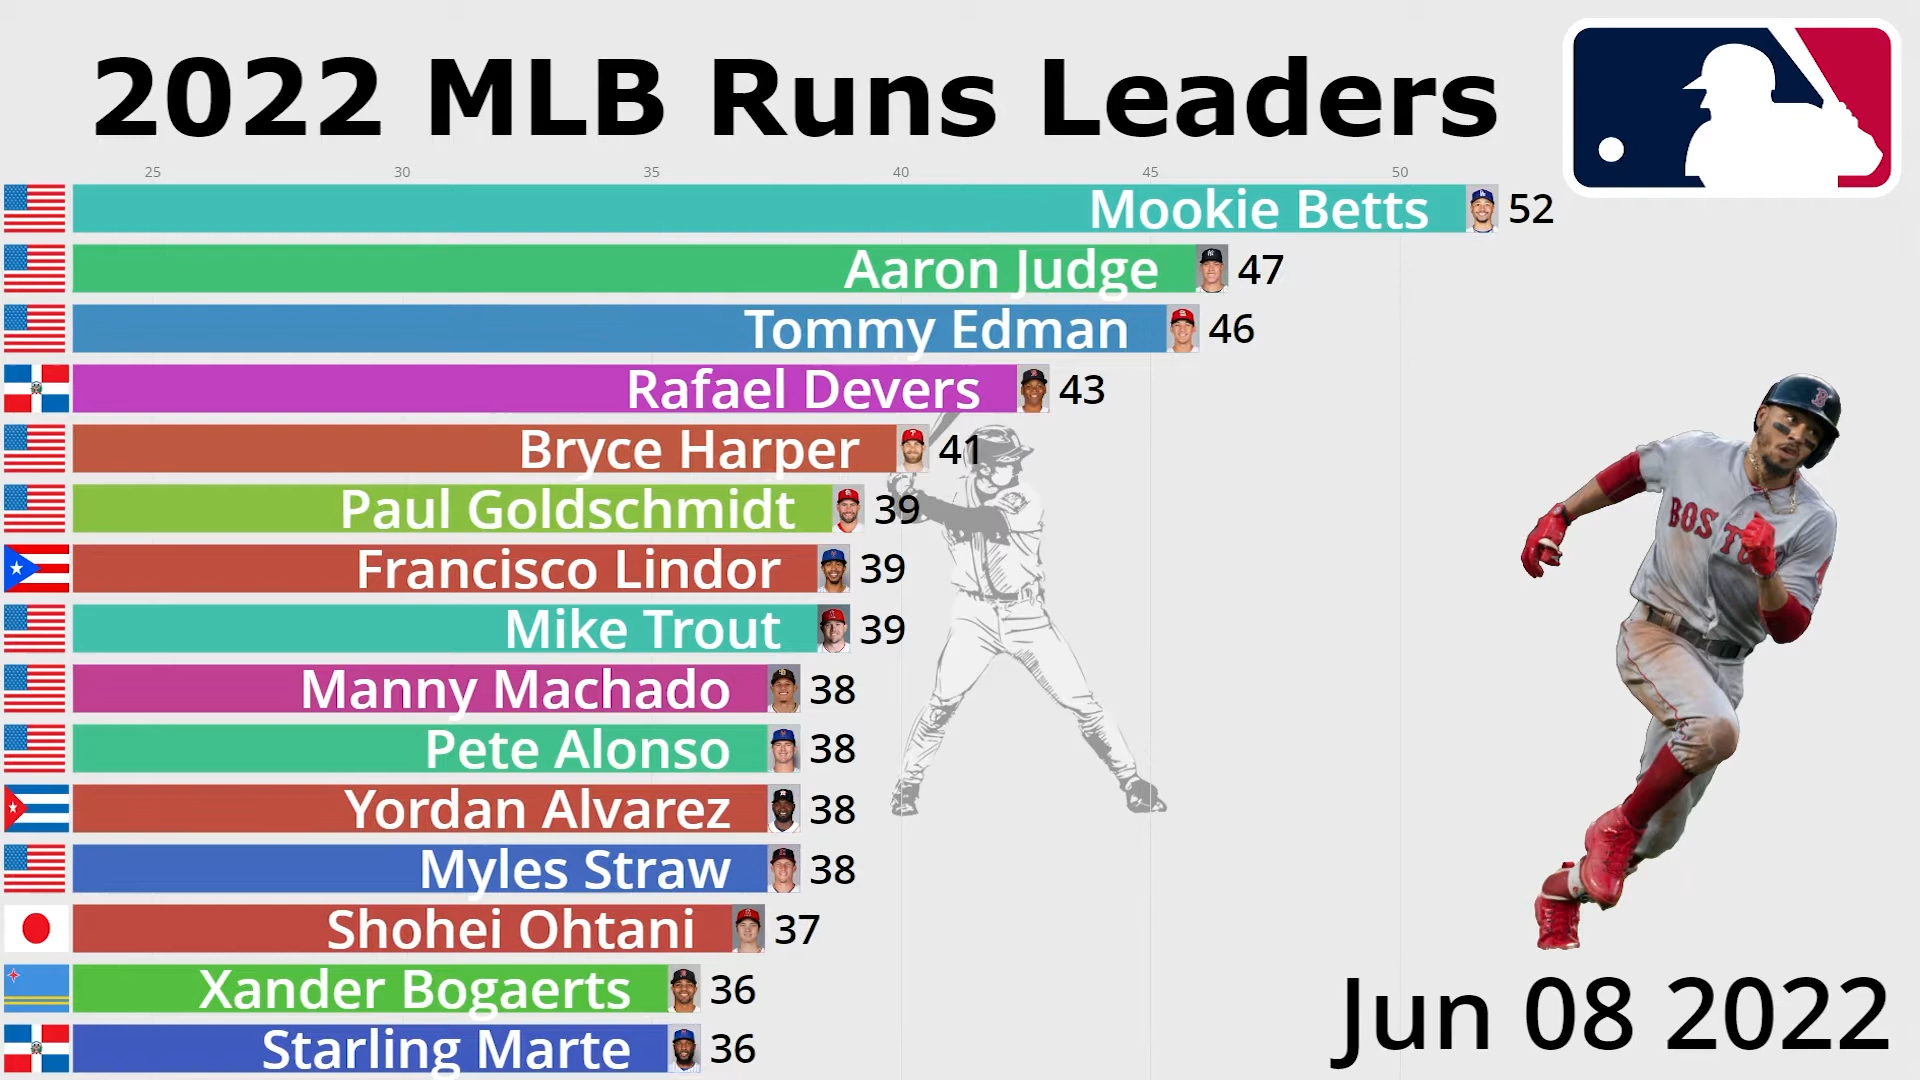 2022 MLB Runs Leaders
25 30 35 40 45 50
Mookie Betts 52
Aaron Judge 47
Tommy Edman 46
Rafael Devers 43
Bryce Harper 41
Paul Goldschmidt 39
Francisco Lindor 39
Mike Trout 39
Manny Machado 38
Pete Alonso 38
Yordan Alvarez 38
Myles Straw 38
Shohei Ohtani 37
Xander Bogaerts 36
Starling Marte 36
B
BOSTO
Jun 08 2022